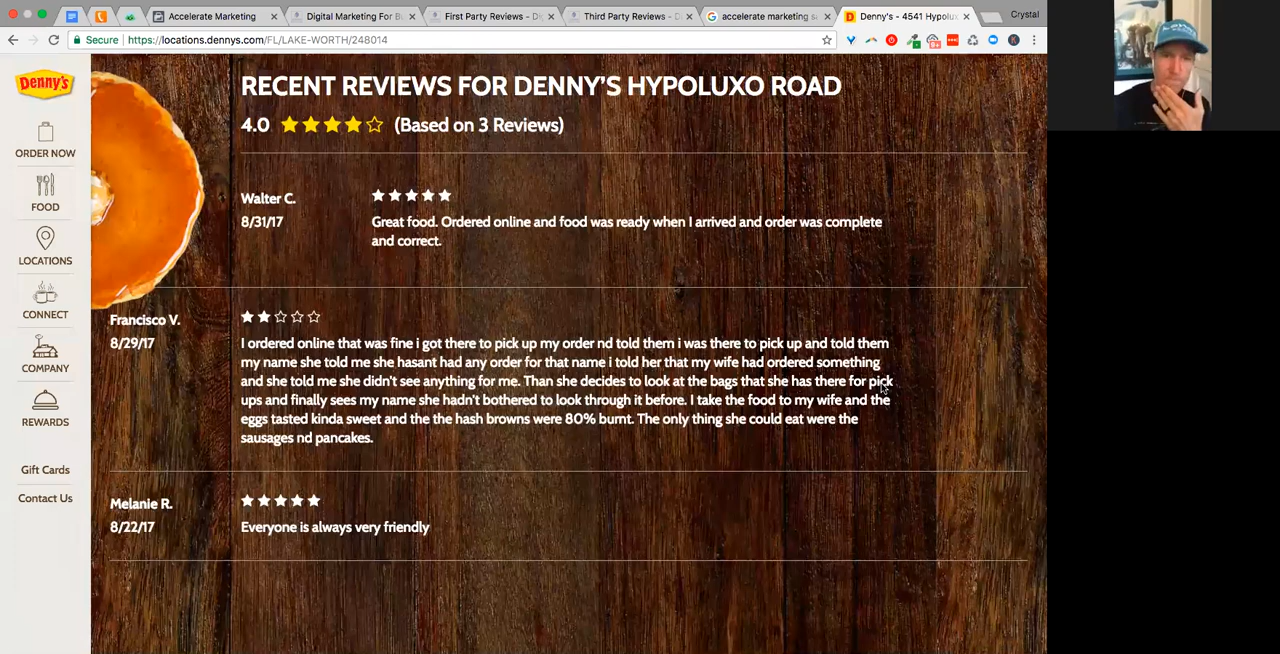 Accelerate Marketing
Digital Marketing For B
First Party Reviews - Dig
Third Party Reviews - Di
accelerate marketing s
Denny's - 4541 Hypolux
Crystal
Secure
https://locations.dennys.com/FL/LAKE-WORTH/248014
Denny's
ORDER NOW
FOOD
LOCATIONS
CONNECT
COMPANY
REWARDS
Gift Cards
Contact Us
RECENT REVIEWS FOR DENNY'S HYPOLUXO ROAD
4.0 (Based on 3 Reviews)
Walter C.
8/31/17
Great food. Ordered online and food was ready when I arrived and order was complete
and correct.
Francisco V.
8/29/17
I ordered online that was fine i got there to pick up my order nd told them i was there to pick up and told them
my name she told me she hasant had any order for that name i told her that my wife had ordered something
and she told me she didn't see anything for me. Than she decides to look at the bags that she has there for pick
ups and finally sees my name she hadn't bothered to look through it before. I take the food to my wife and the
eggs tasted kinda sweet and the the hash browns were 80% burnt. The only thing she could eat were the
sausages nd pancakes.
Melanie R.
8/22/17
Everyone is always very friendly